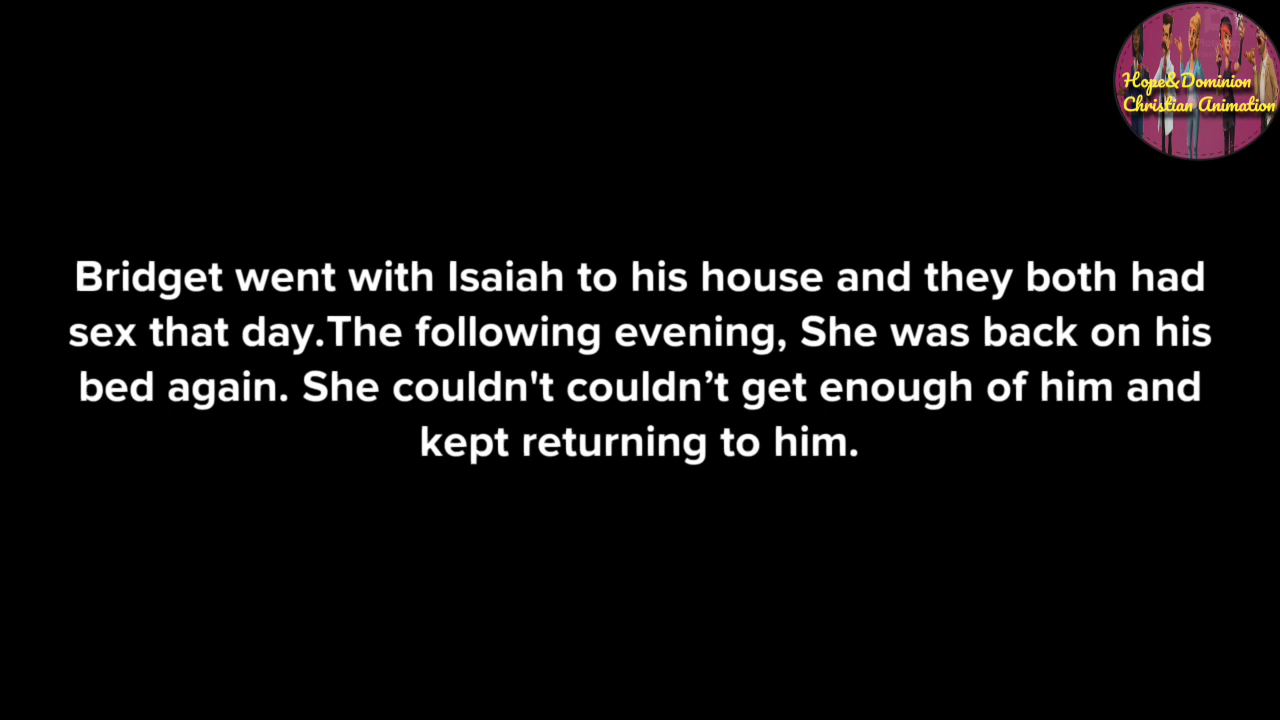 Hope&Dominion
Christian Animation
Bridget went with Isaiah to his house and they both had
sex that day.The following evening, She was back on his
bed again. She couldn't couldn’t get enough of him and
kept returning to him.